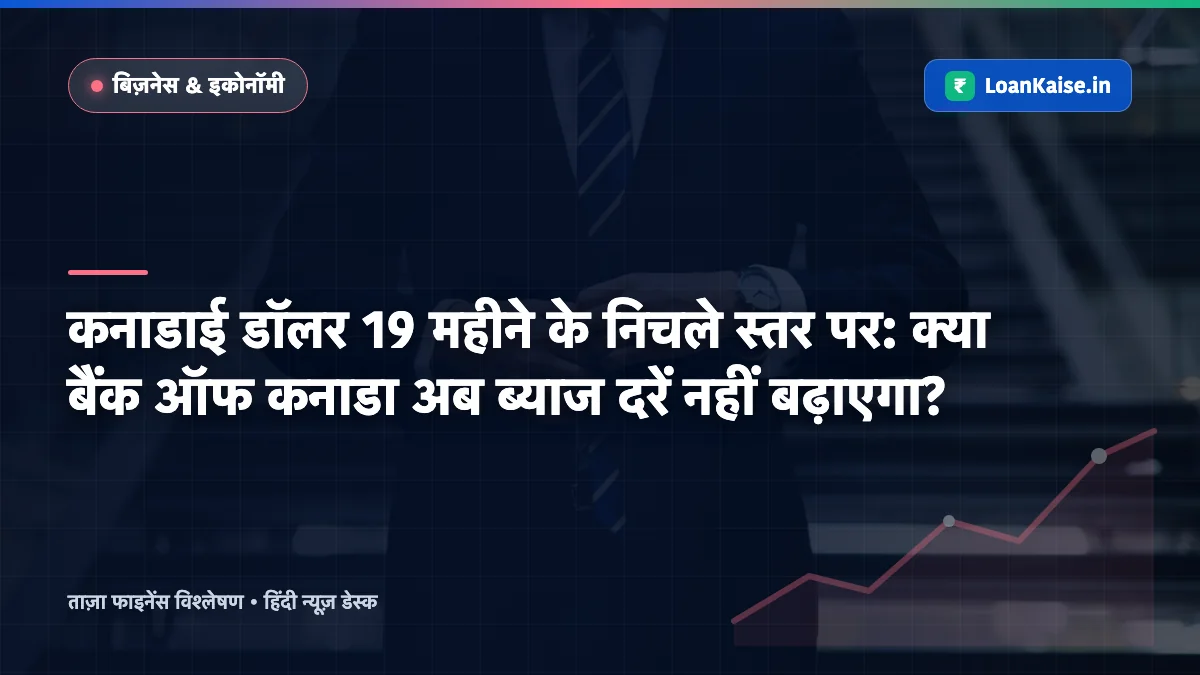 बिज़नेस & इकोनॉमी
₹ LoanKaise.in
कनाडाई डॉलर 19 महीने के निचले स्तर पर: क्या
बैंक ऑफ कनाडा अब ब्याज दरें नहीं बढ़ाएगा?
ताज़ा फाइनेंस विश्लेषण • हिंदी न्यूज़ डेस्क